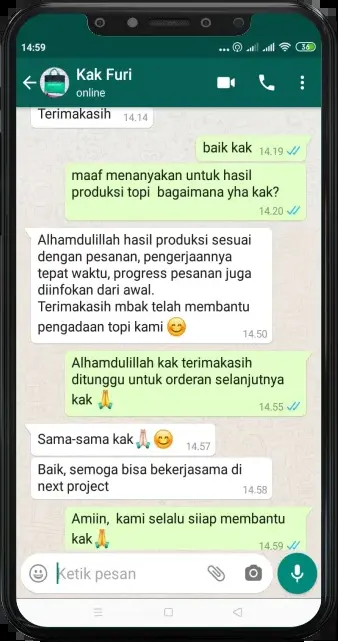 14:59
36
Kak Furi
online
Terimakasih 14.14
baik kak 14.19
maaf menanyakan untuk hasil
produksi topi bagaimana yha kak?
14.20
Alhamdulillah hasil produksi sesuai
dengan pesanan, pengerjaannya
tepat waktu, progress pesanan juga
diinfokan dari awal.
Terimakasih mbak telah membantu
pengadaan topi kami 😊
14.50
Alhamdulillah kak terimakasih
ditunggu untuk orderan selanjutnya
kak 🙏 14.55
Sama-sama kak🙏😊 14.57
Baik, semoga bisa bekerjasama di
next project 14.58
Amiin, kami selalu siiap membantu
kak🙏 14.59
Ketik pesan